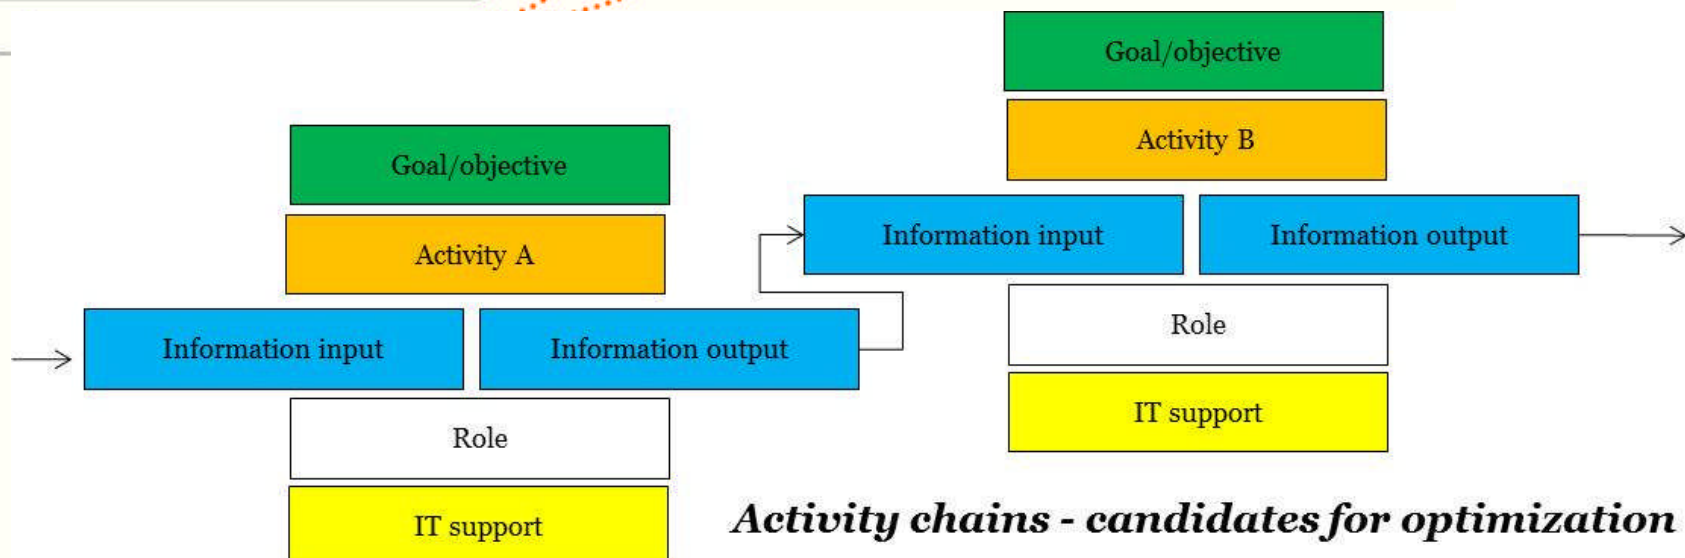 Goal/objective
Activity A
Information input
Information output
Role
IT support
Goal/objective
Activity B
Information input
Information output
Role
IT support
Activity chains - candidates for optimization